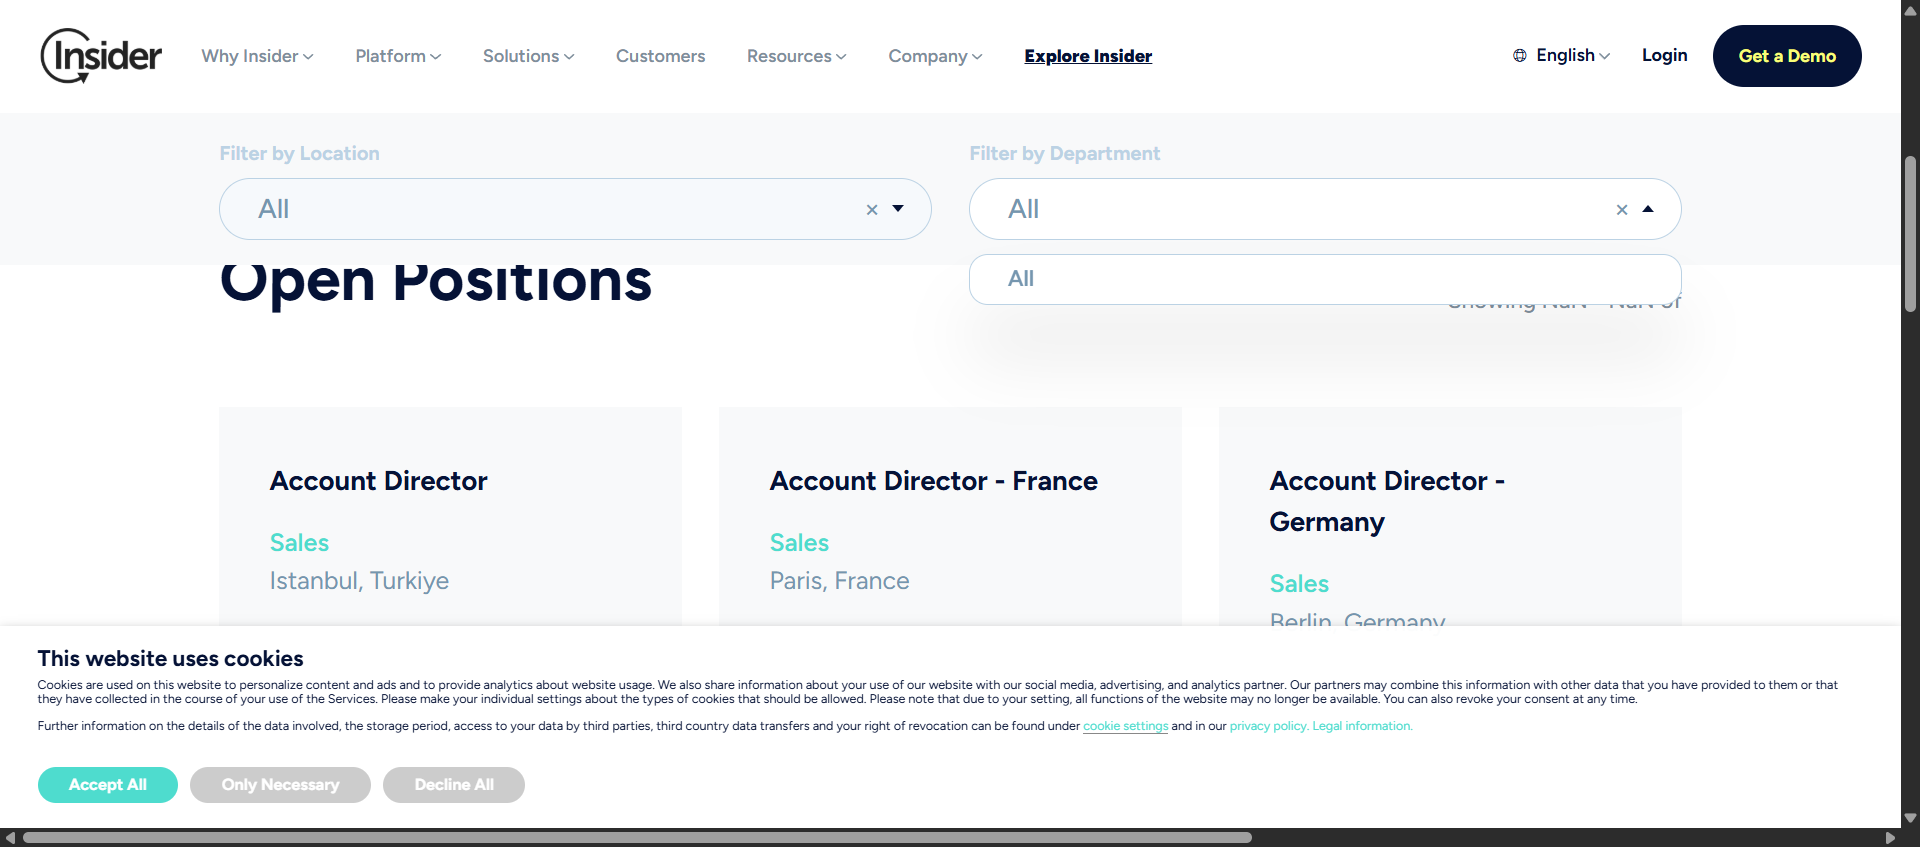 Insider
Why Insider
Platform
Solutions
Customers
Resources
Company
Explore Insider
English
Login
Get a Demo
Filter by Location
Filter by Department
All
All
All
Open Positions
Showing NaN - NaN of
Account Director
Sales
Istanbul, Turkiye
Account Director - France
Sales
Paris, France
Account Director -
Germany
Sales
Berlin, Germany
This website uses cookies
Cookies are used on this website to personalize content and ads and to provide analytics about website usage. We also share information about your use of our website with our social media, advertising, and analytics partner. Our partners may combine this information with other data that you have provided to them or that
they have collected in the course of your use of the Services. Please make your individual settings about the types of cookies that should be allowed. Please note that due to your setting, all functions of the website may no longer be available. You can also revoke your consent at any time.
Further information on the details of the data involved, the storage period, access to your data by third parties, third country data transfers and your right of revocation can be found under cookie settings and in our privacy policy. Legal information.
Accept All
Only Necessary
Decline All